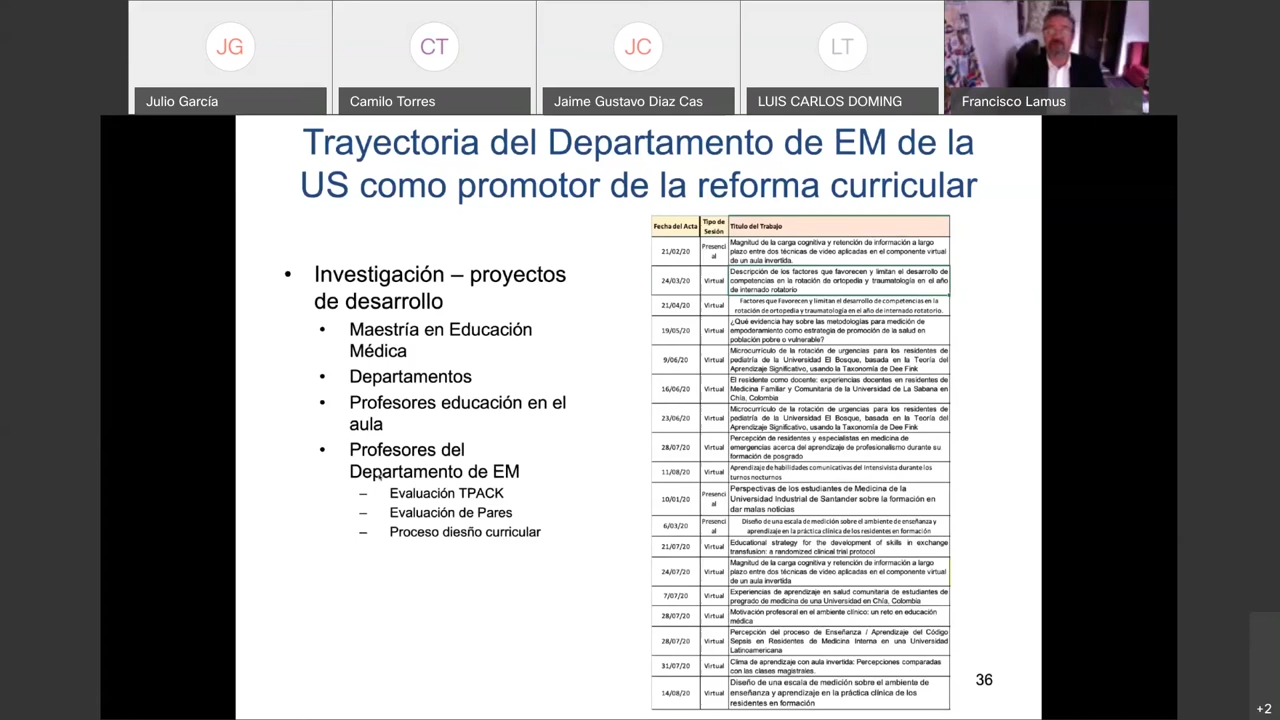 JG
CT
JC
LT
Julio García
Camilo Torres
Jaime Gustavo Diaz Cas
LUIS CARLOS DOMING
Francisco Lamus
Trayectoria del Departamento de EM de la
US como promotor de la reforma curricular
• Investigación – proyectos
de desarrollo
• Maestría en Educación
Médica
• Departamentos
• Profesores educación en el
aula
• Profesores del
Departamento de EM
– Evaluación TPACK
– Evaluación de Pares
– Proceso diesño curricular
Fecha del Acta
Tipo de
Sesión
Titulo del Trabajo
21/02/20
Presenci
al
Magnitud de la carga cognitiva y retención de información a largo
plazo entre dos técnicas de video aplicadas en el componente virtual
de un aula invertida.
24/03/20
Virtual
Descripción de los factores que favorecen y limitan el desarrollo de
competencias en la rotación de ortopedia y traumatología en el año
de internado rotatorio
21/04/20
Virtual
Factores que Favorecen y limitan el desarrollo de competencias en la
rotación de ortopedia y traumatología en el año de internado rotatorio.
19/05/20
Virtual
¿Qué evidencia hay sobre las metodologías para medición de
empoderamiento como estrategia de promoción de la salud en
población pobre o vulnerable?
9/06/20
Virtual
Microcurrículo de la rotación de urgencias para los residentes de
pediatría de la Universidad El Bosque, basada en la Teoría del
Aprendizaje Significativo, usando la Taxonomía de Dee Fink
16/06/20
Virtual
El residente como docente: experiencias docentes en residentes de
Medicina Familiar y Comunitaria de la Universidad de La Sabana en
Chía, Colombia
23/06/20
Virtual
Microcurrículo de la rotación de urgencias para los residentes de
pediatría de la Universidad El Bosque, basada en la Teoría del
Aprendizaje Significativo, usando la Taxonomía de Dee Fink
28/07/20
Virtual
Percepción de residentes y especialistas en medicina de
emergencias acerca del aprendizaje de profesionalismo durante su
formación de posgrado
11/08/20
Virtual
Aprendizaje de habilidades comunicativas del Intensivista durante los
turnos nocturnos
10/01/20
Presenci
al
Perspectivas de los estudiantes de Medicina de la
Universidad Industrial de Santander sobre la formación en
dar malas noticias
6/03/20
Presenci
al
Diseño de una escala de medición sobre el ambiente de enseñanza y
aprendizaje en la práctica clínica de los residentes en formación
21/07/20
Virtual
Educational strategy for the development of skills in exchange
transfusion: a randomized clinical trial protocol
24/07/20
Virtual
Magnitud de la carga cognitiva y retención de información a largo
plazo entre dos técnicas de video aplicadas en el componente virtual
de un aula invertida
7/07/20
Virtual
Experiencias de aprendizaje en salud comunitaria de estudiantes de
pregrado de medicina de una Universidad en Chía, Colombia
28/07/20
Virtual
Motivación profesoral en el ambiente clínico: un reto en educación
médica
28/07/20
Virtual
Percepción del proceso de Enseñanza / Aprendizaje del Código
Sepsis en Residentes de Medicina Interna en una Universidad
Latinoamericana
31/07/20
Virtual
Clima de aprendizaje con aula invertida: Percepciones comparadas
con las clases magistrales.
14/08/20
Virtual
Diseño de una escala de medición sobre el ambiente de
enseñanza y aprendizaje en la práctica clínica de los
residentes en formación
36
+2